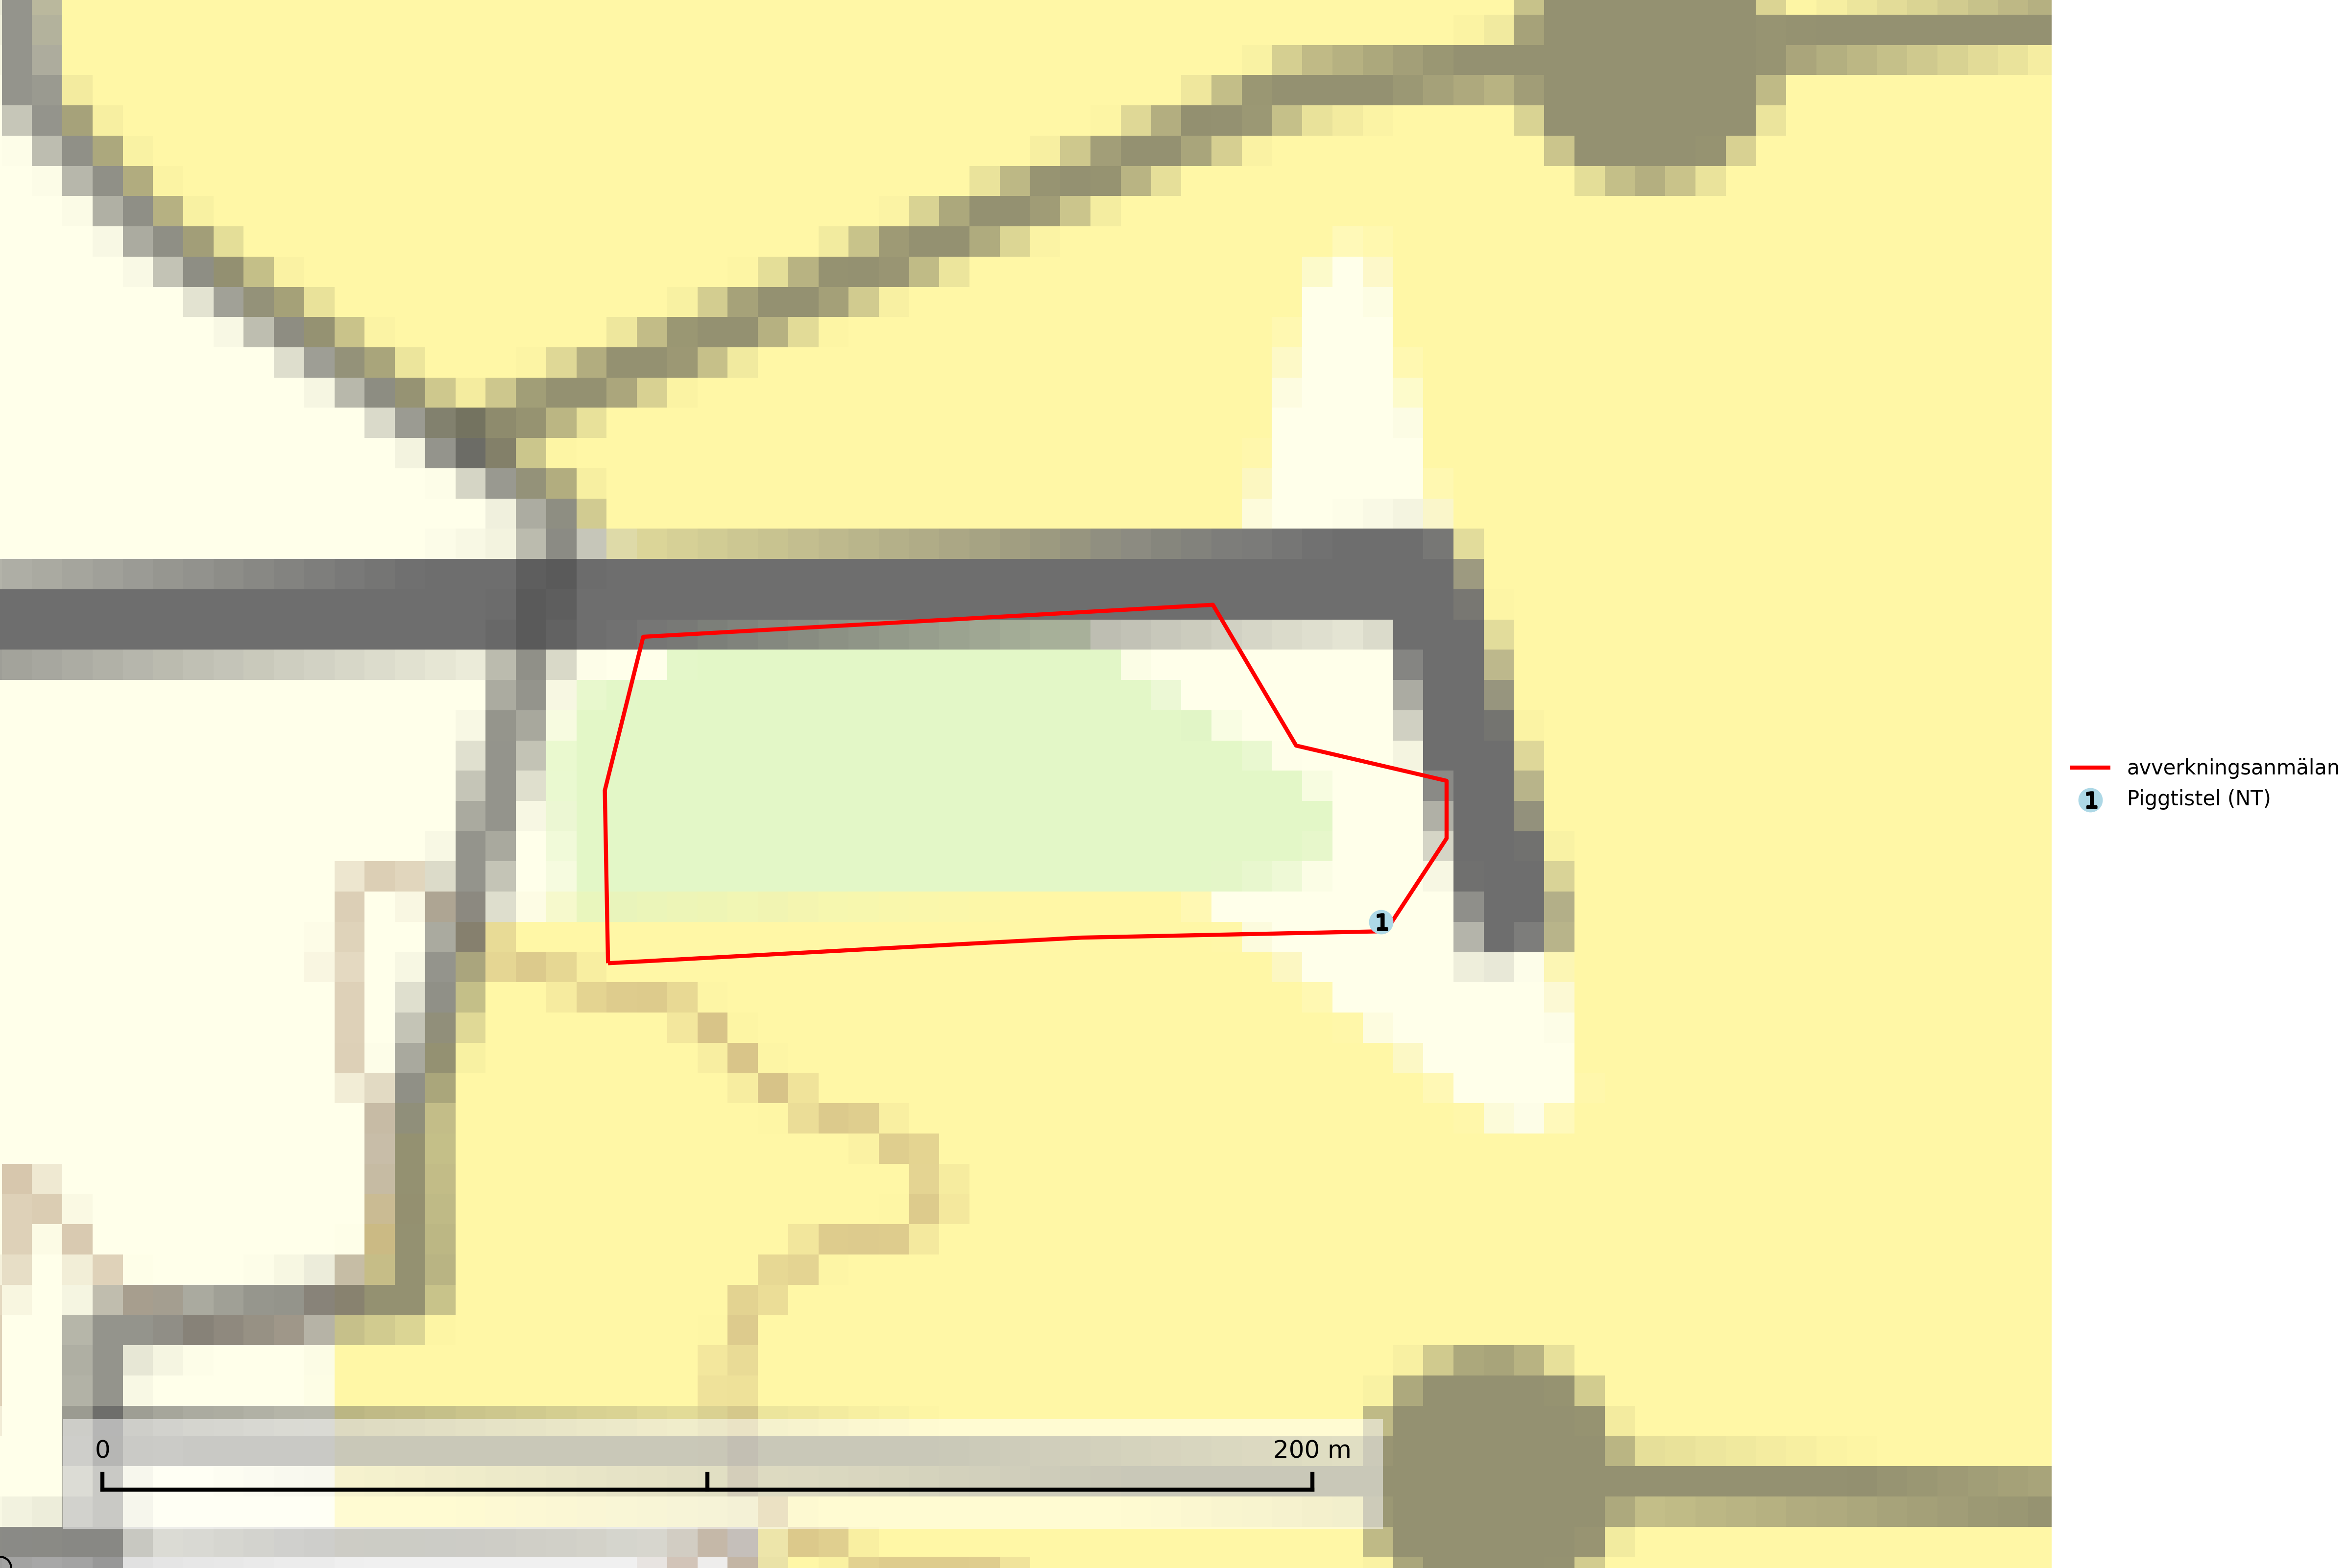 avverkningsanmälan
1 Piggtistel (NT)
1
0 200 m